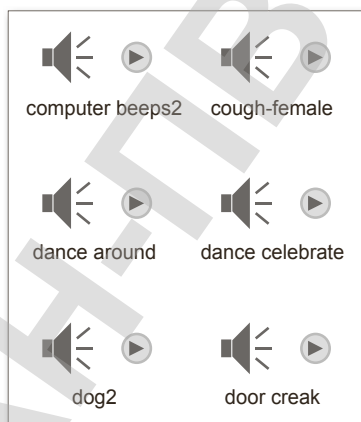 computer beeps2 cough-female
dance around dance celebrate
dog2 door creak